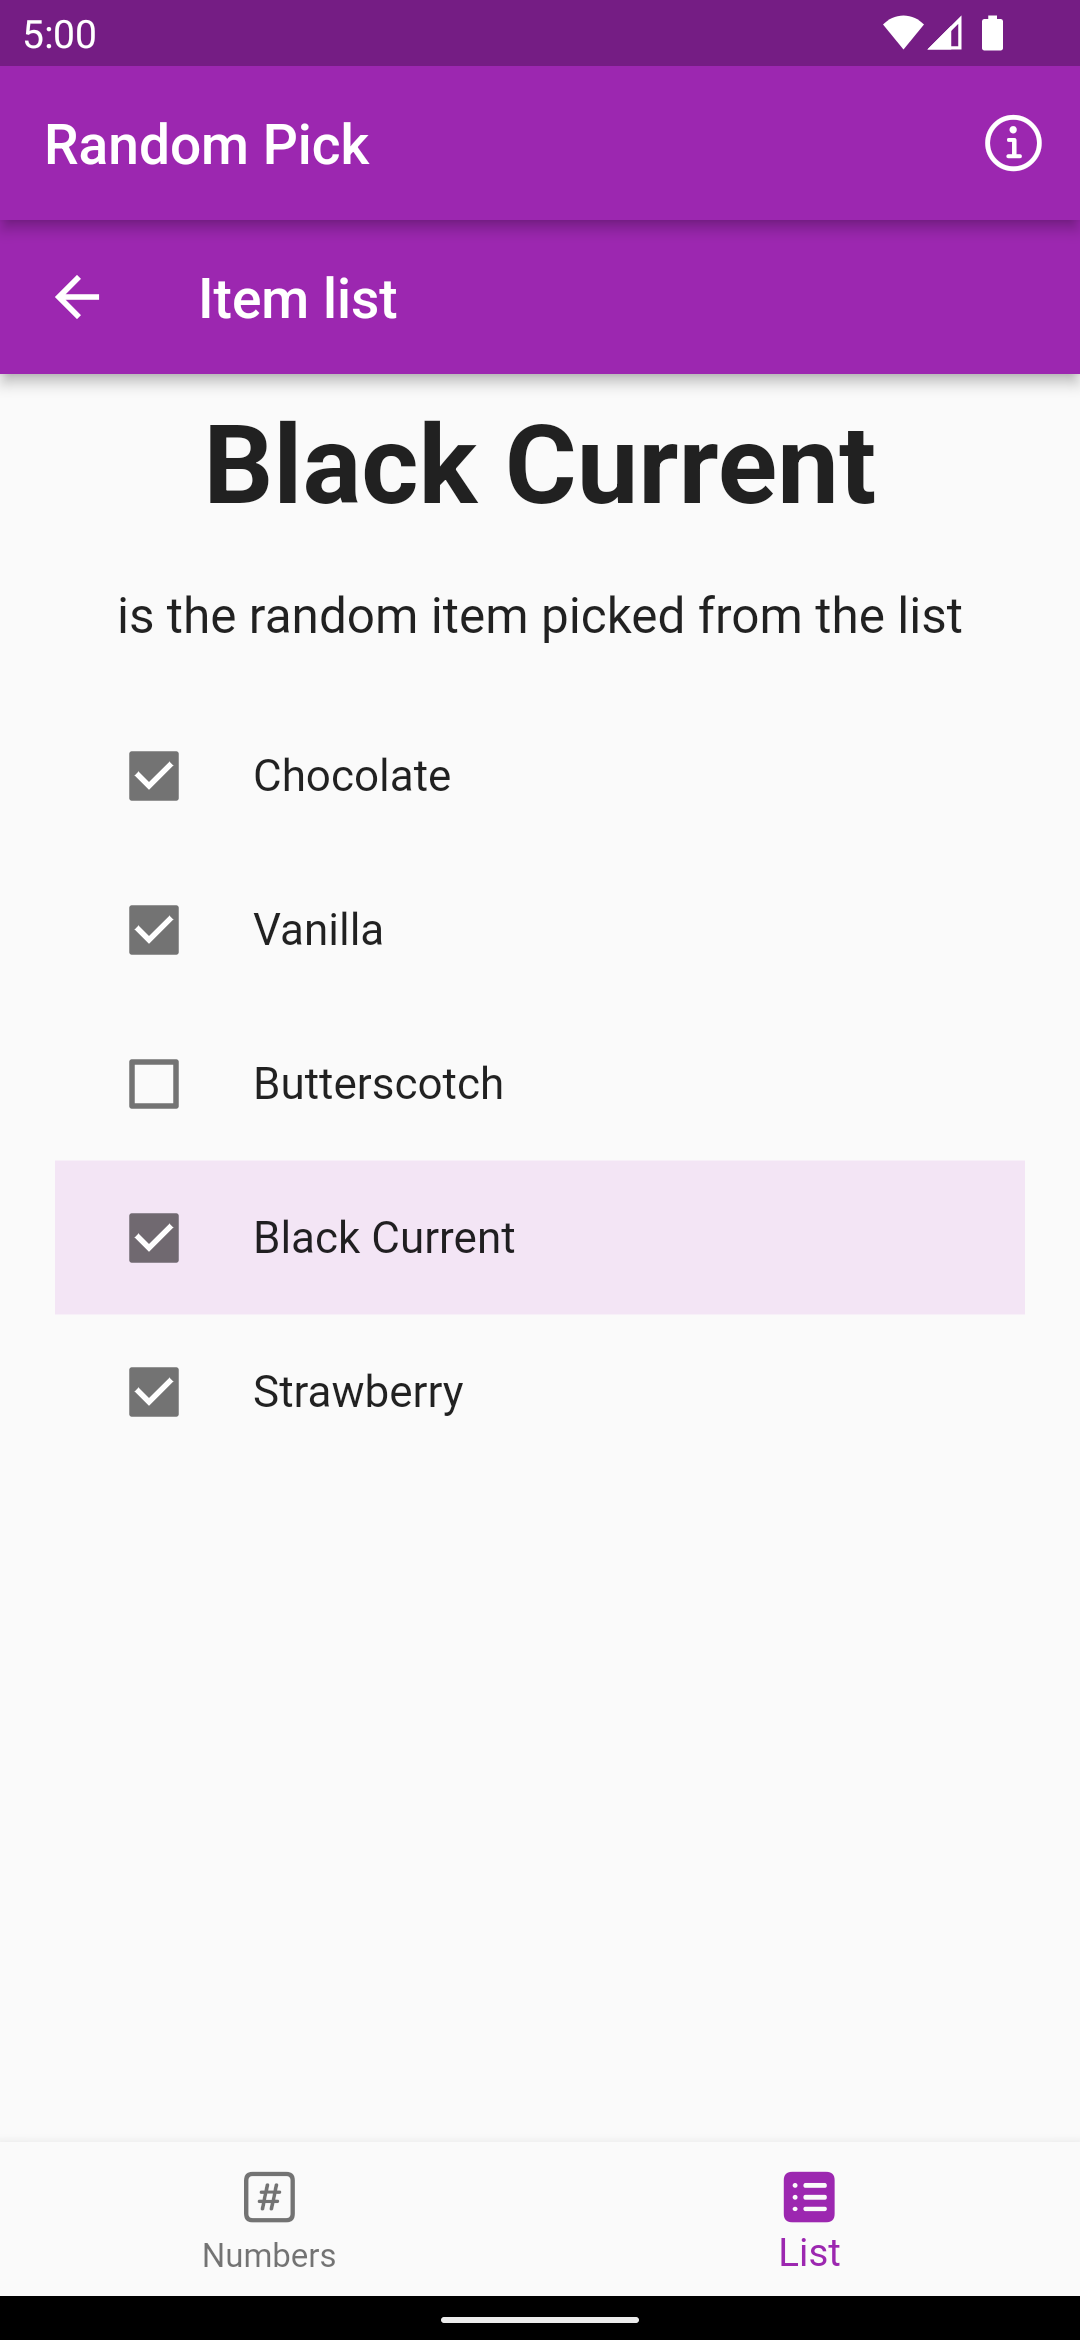 5:00
Random Pick
Item list
Black Current
is the random item picked from the list
Chocolate
Vanilla
Butterscotch
Black Current
Strawberry
Numbers
List